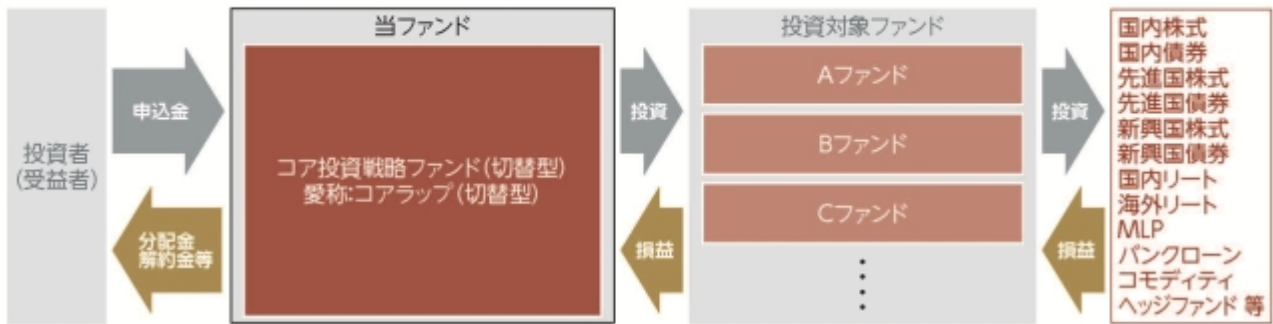 投資者
(受益者)
申込金
分配金
解約金等
当ファンド
コア投資戦略ファンド(切替型)
愛称:コアラップ(切替型)
投資
損益
投資対象ファンド
Aファンド
Bファンド
Cファンド
投資
損益
国内株式
国内債券
先進国株式
先進国債券
新興国株式
新興国債券
国内リート
海外リート
MLP
バンクローン
コモディティ
ヘッジファンド 等